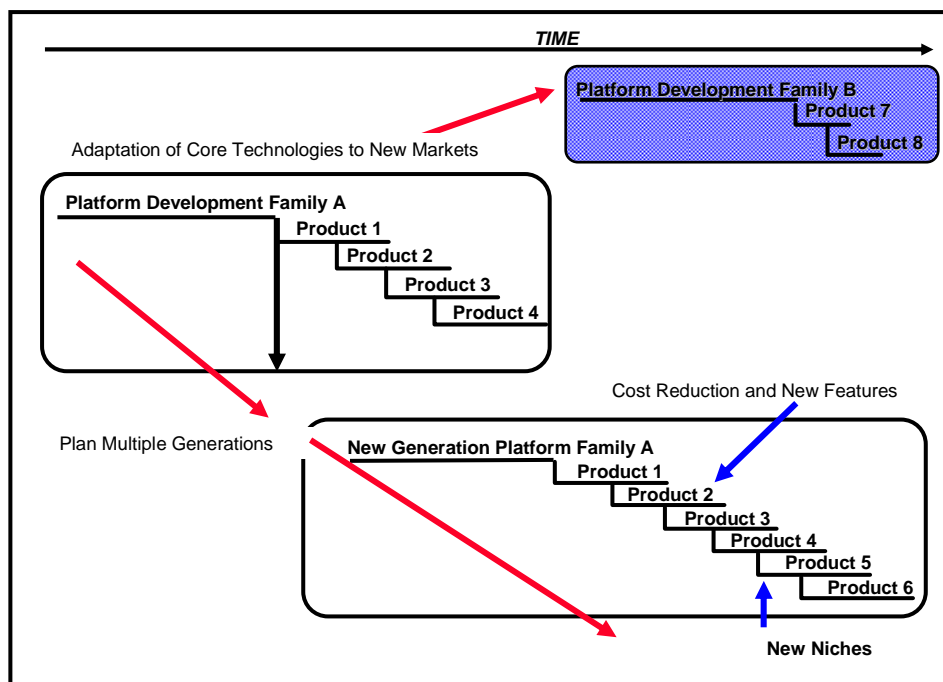 TIME
Platform Development Family B
Product 7
Product 8
Adaptation of Core Technologies to New Markets
Platform Development Family A
Product 1
Product 2
Product 3
Product 4
Cost Reduction and New Features
Plan Multiple Generations
New Generation Platform Family A
Product 1
Product 2
Product 3
Product 4
Product 5
Product 6
New Niches